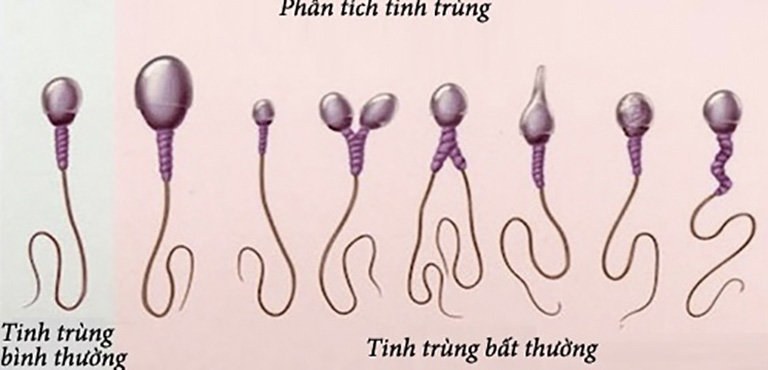 Phân tích tinh trùng
Tinh trùng
bình thường
Tinh trùng bất thường